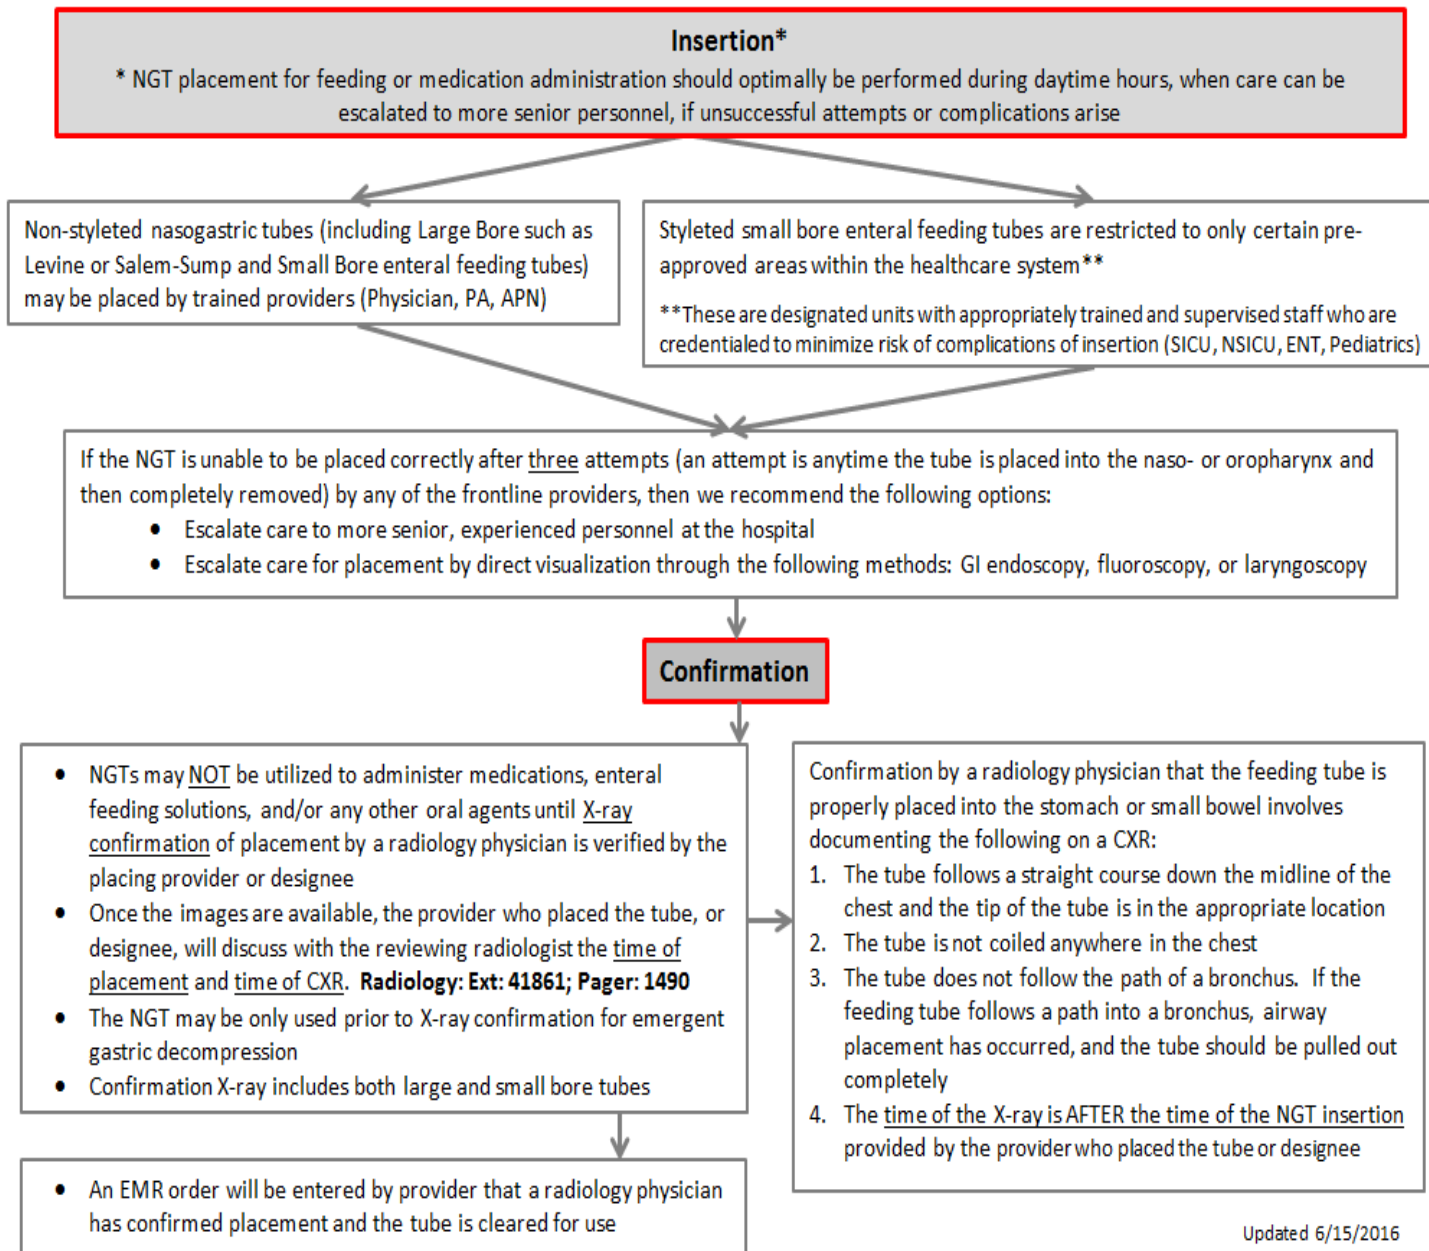 Insertion*
* NGT placement for feeding or medication administration should optimally be performed during daytime hours, when care can be
escalated to more senior personnel, if unsuccessful attempts or complications arise
Non-styleted nasogastric tubes (including Large Bore such as
Levine or Salem-Sump and Small Bore enteral feeding tubes)
may be placed by trained providers (Physician, PA, APN)
Styleted small bore enteral feeding tubes are restricted to only certain pre-
approved areas within the healthcare system**
**These are designated units with appropriately trained and supervised staff who are
credentialed to minimize risk of complications of insertion (SICU, NSICU, ENT, Pediatrics)
If the NGT is unable to be placed correctly after three attempts (an attempt is anytime the tube is placed into the naso- or oropharynx and
then completely removed) by any of the frontline providers, then we recommend the following options:
• Escalate care to more senior, experienced personnel at the hospital
• Escalate care for placement by direct visualization through the following methods: GI endoscopy, fluoroscopy, or laryngoscopy
Confirmation
• NGTs may NOT be utilized to administer medications, enteral
feeding solutions, and/or any other oral agents until X-ray
confirmation of placement by a radiology physician is verified by the
placing provider or designee
• Once the images are available, the provider who placed the tube, or
designee, will discuss with the reviewing radiologist the time of
placement and time of CXR. Radiology: Ext: 41861; Pager: 1490
• The NGT may be only used prior to X-ray confirmation for emergent
gastric decompression
• Confirmation X-ray includes both large and small bore tubes
Confirmation by a radiology physician that the feeding tube is
properly placed into the stomach or small bowel involves
documenting the following on a CXR:
1. The tube follows a straight course down the midline of the
chest and the tip of the tube is in the appropriate location
2. The tube is not coiled anywhere in the chest
3. The tube does not follow the path of a bronchus. If the
feeding tube follows a path into a bronchus, airway
placement has occurred, and the tube should be pulled out
completely
4. The time of the X-ray is AFTER the time of the NGT insertion
provided by the provider who placed the tube or designee
• An EMR order will be entered by provider that a radiology physician
has confirmed placement and the tube is cleared for use
Updated 6/15/2016